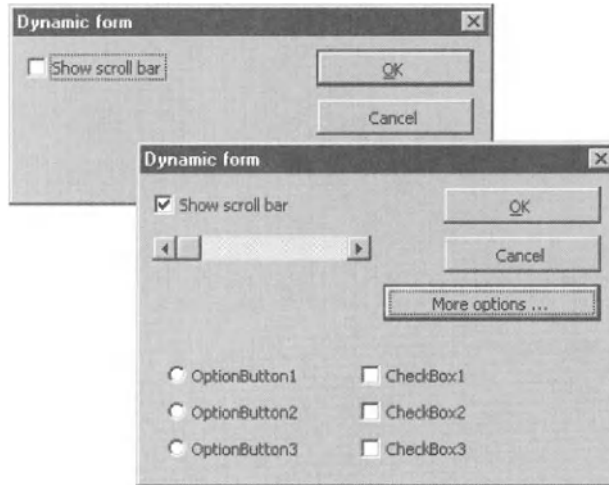 Dynamic form
Show scroll bar
OK
Cancel
Dynamic form
Show scroll bar
OK
Cancel
More options ...
OptionButton1
CheckBox1
OptionButton2
CheckBox2
OptionButton3
CheckBox3